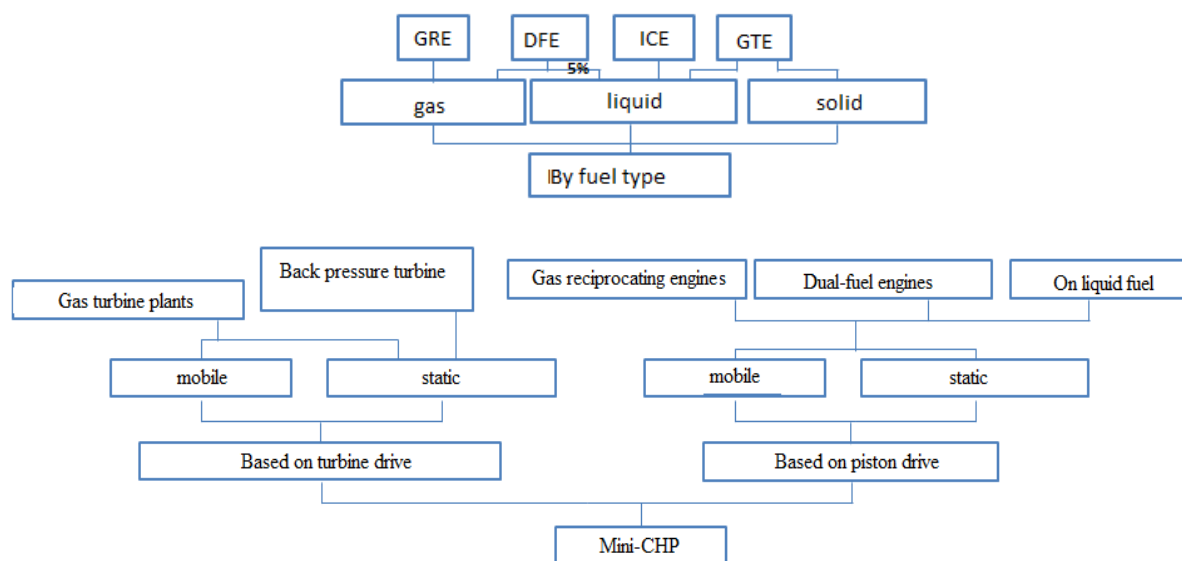 GRE
DFE
ICE
GTE
5%
gas
liquid
solid
By fuel type
Back pressure turbine
Gas reciprocating engines
Dual-fuel engines
On liquid fuel
Gas turbine plants
mobile
static
mobile
static
Based on turbine drive
Based on piston drive
Mini-CHP